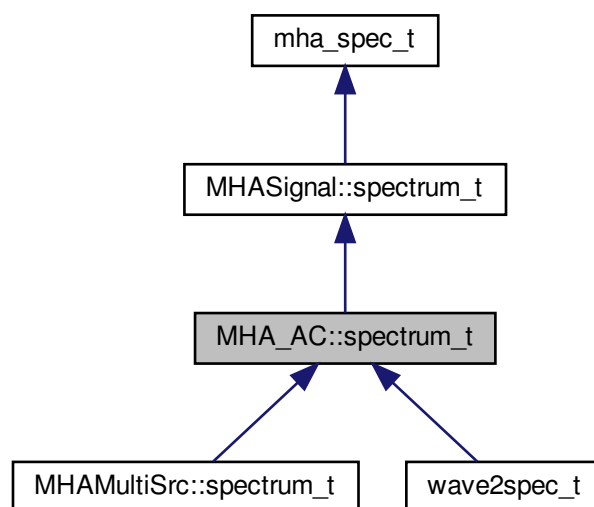 mha_spec_t
MHASignal::spectrum_t
MHA_AC::spectrum_t
MHAMultiSrc::spectrum_t
wave2spec_t